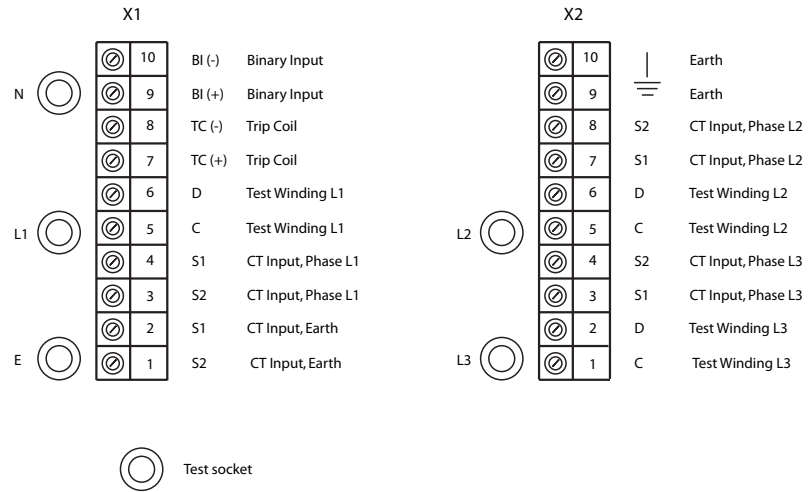 X1
10 BI (-) Binary Input
N
9 BI (+) Binary Input
8 TC (-) Trip Coil
7 TC (+) Trip Coil
6 D Test Winding L1
L1
5 C Test Winding L1
4 S1 CT Input, Phase L1
3 S2 CT Input, Phase L1
2 S1 CT Input, Earth
E
1 S2 CT Input, Earth
X2
10 Earth
9 Earth
8 S2 CT Input, Phase L2
7 S1 CT Input, Phase L2
6 D Test Winding L2
L2
5 C Test Winding L2
4 S2 CT Input, Phase L3
3 S1 CT Input, Phase L3
2 D Test Winding L3
L3
1 C Test Winding L3
Test socket